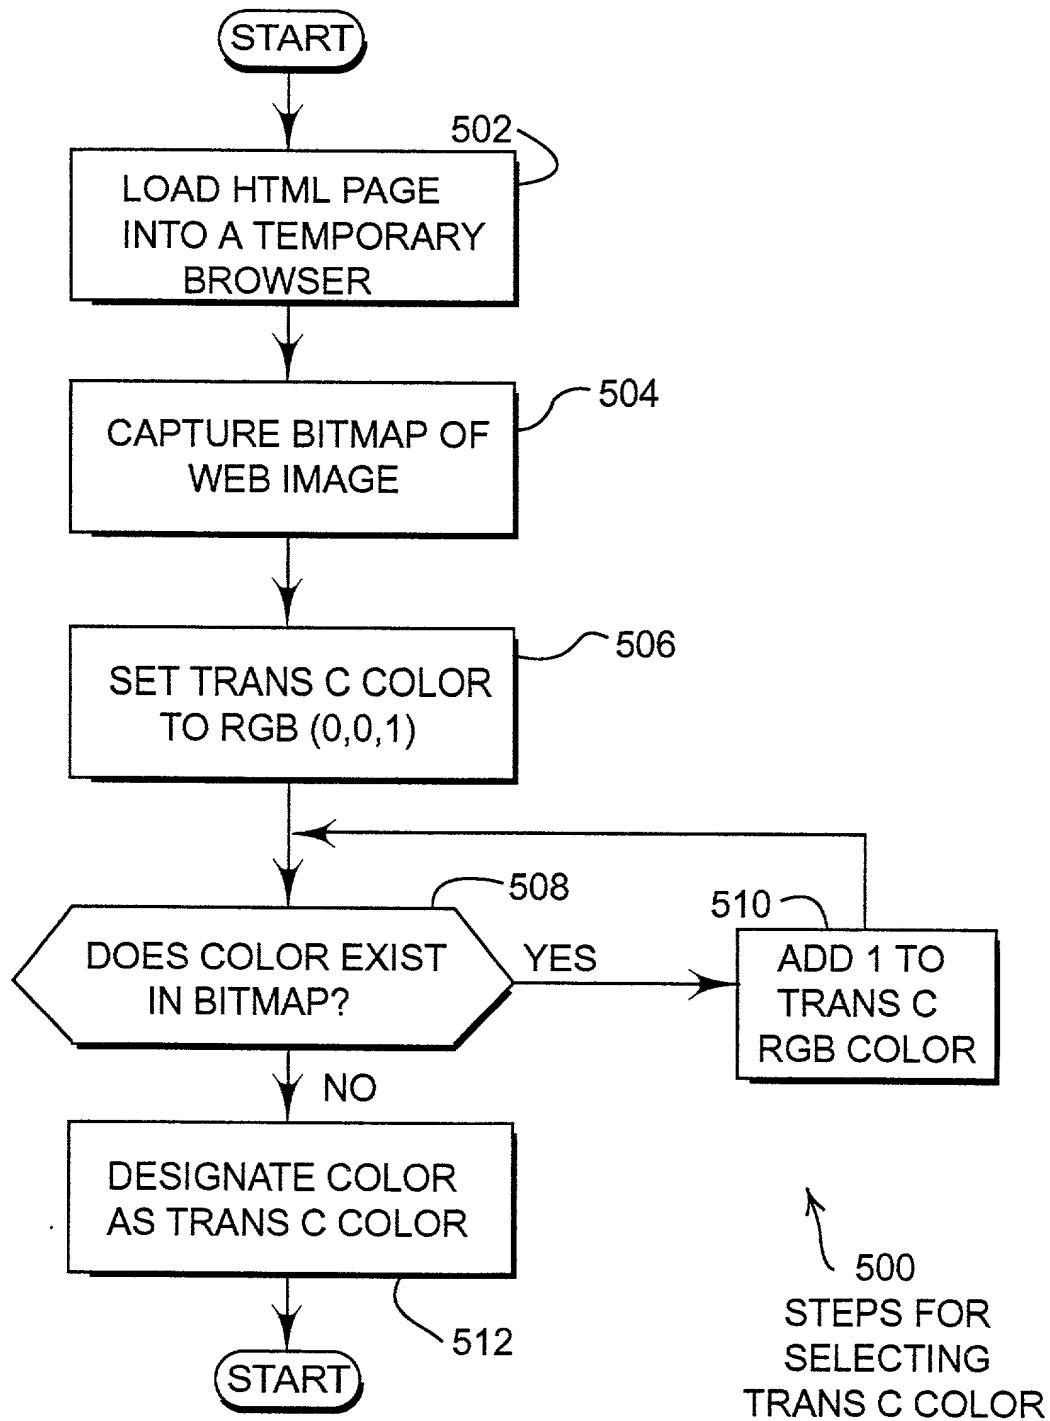 START
502
LOAD HTML PAGE
INTO A TEMPORARY
BROWSER
504
CAPTURE BITMAP OF
WEB IMAGE
506
SET TRANS C COLOR
TO RGB (0,0,1)
508
DOES COLOR EXIST
IN BITMAP?
YES
510
ADD 1 TO
TRANS C
RGB COLOR
NO
DESIGNATE COLOR
AS TRANS C COLOR
512
START
500
STEPS FOR
SELECTING
TRANS C COLOR